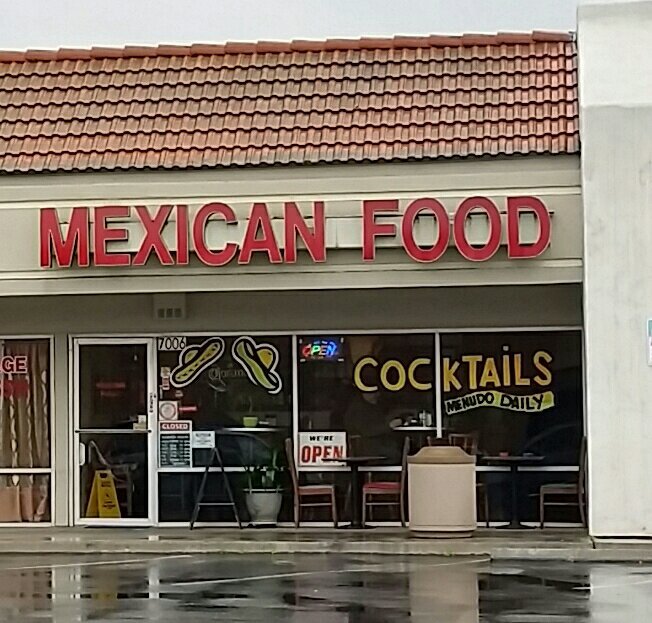 MEXICAN FOOD
7006
OPEN
COCKTAILS
MENUDO DAILY
GE
CLOSED
WE'RE
OPEN